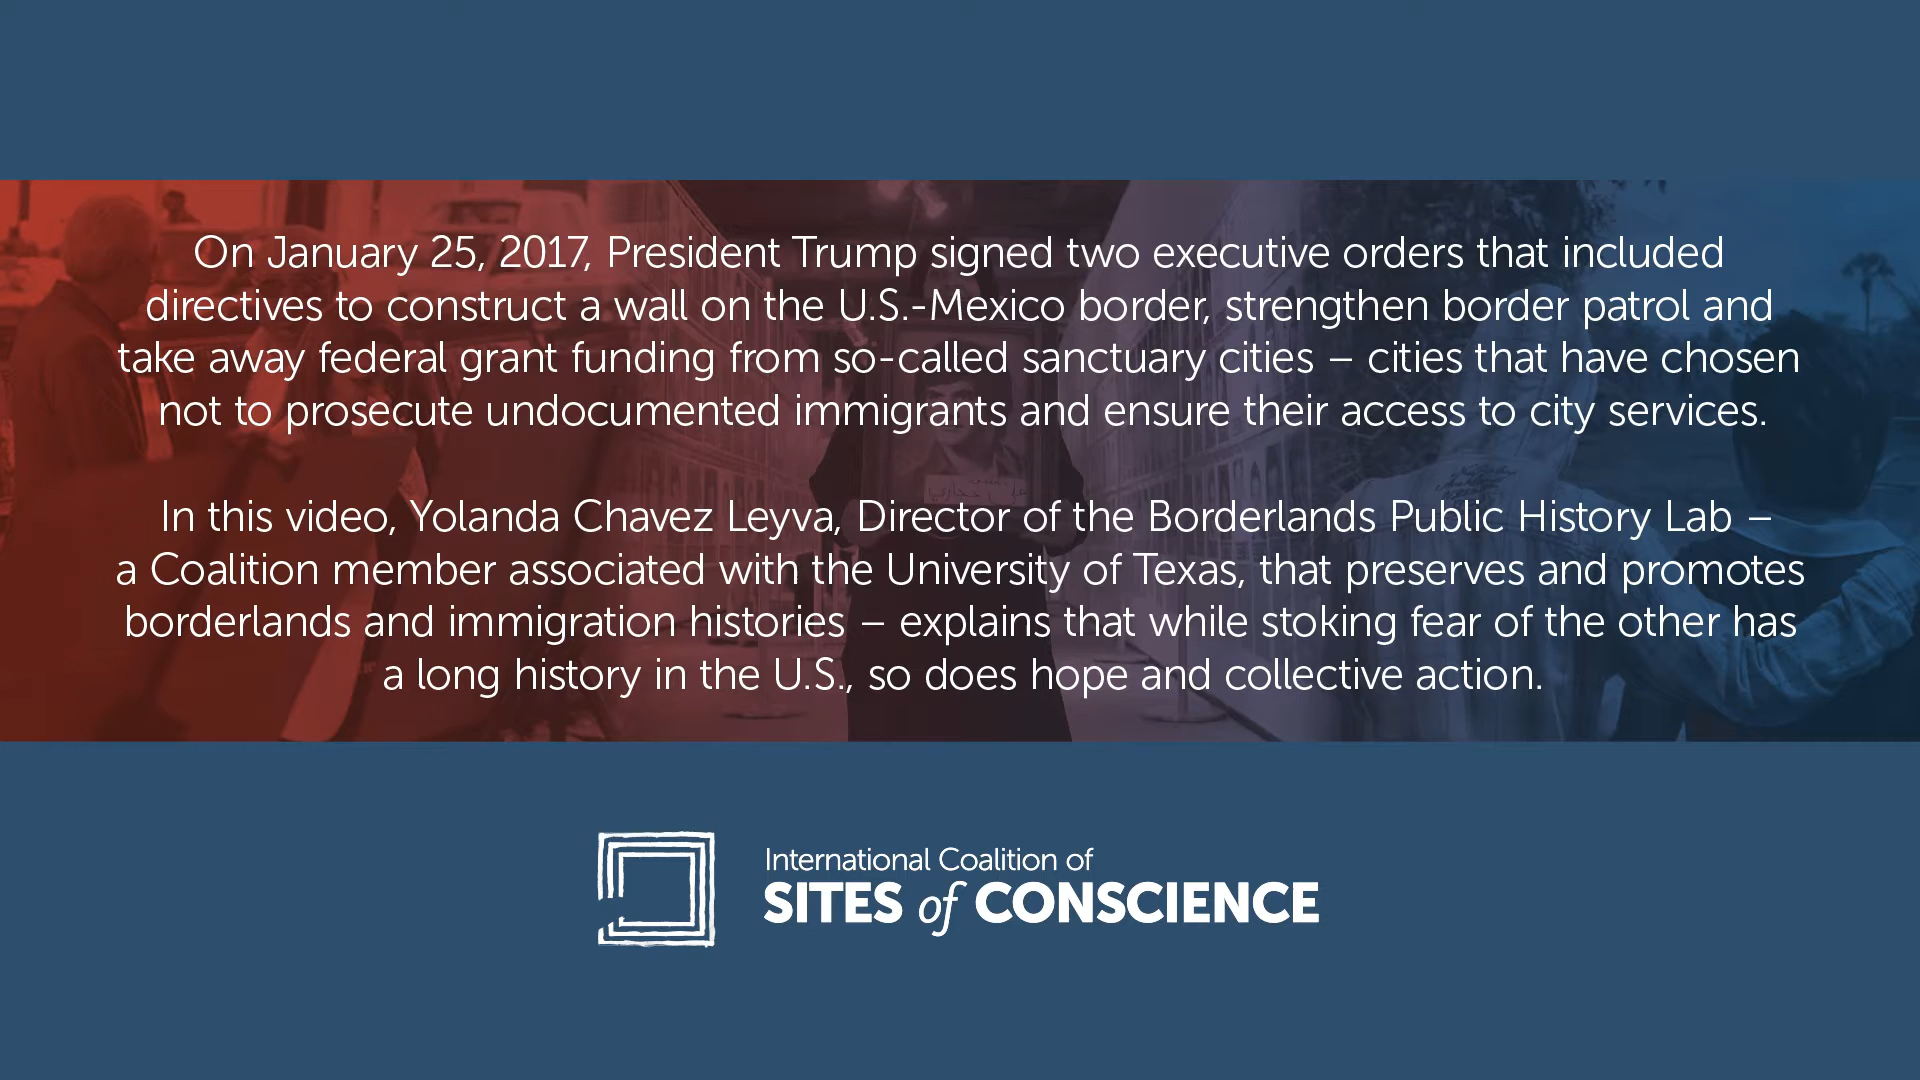 On January 25, 2017, President Trump signed two executive orders that included
directives to construct a wall on the U.S.-Mexico border, strengthen border patrol and
take away federal grant funding from so-called sanctuary cities – cities that have chosen
not to prosecute undocumented immigrants and ensure their access to city services.
In this video, Yolanda Chavez Leyva, Director of the Borderlands Public History Lab –
a Coalition member associated with the University of Texas, that preserves and promotes
borderlands and immigration histories – explains that while stoking fear of the other has
a long history in the U.S., so does hope and collective action.
International Coalition of
SITES of CONSCIENCE